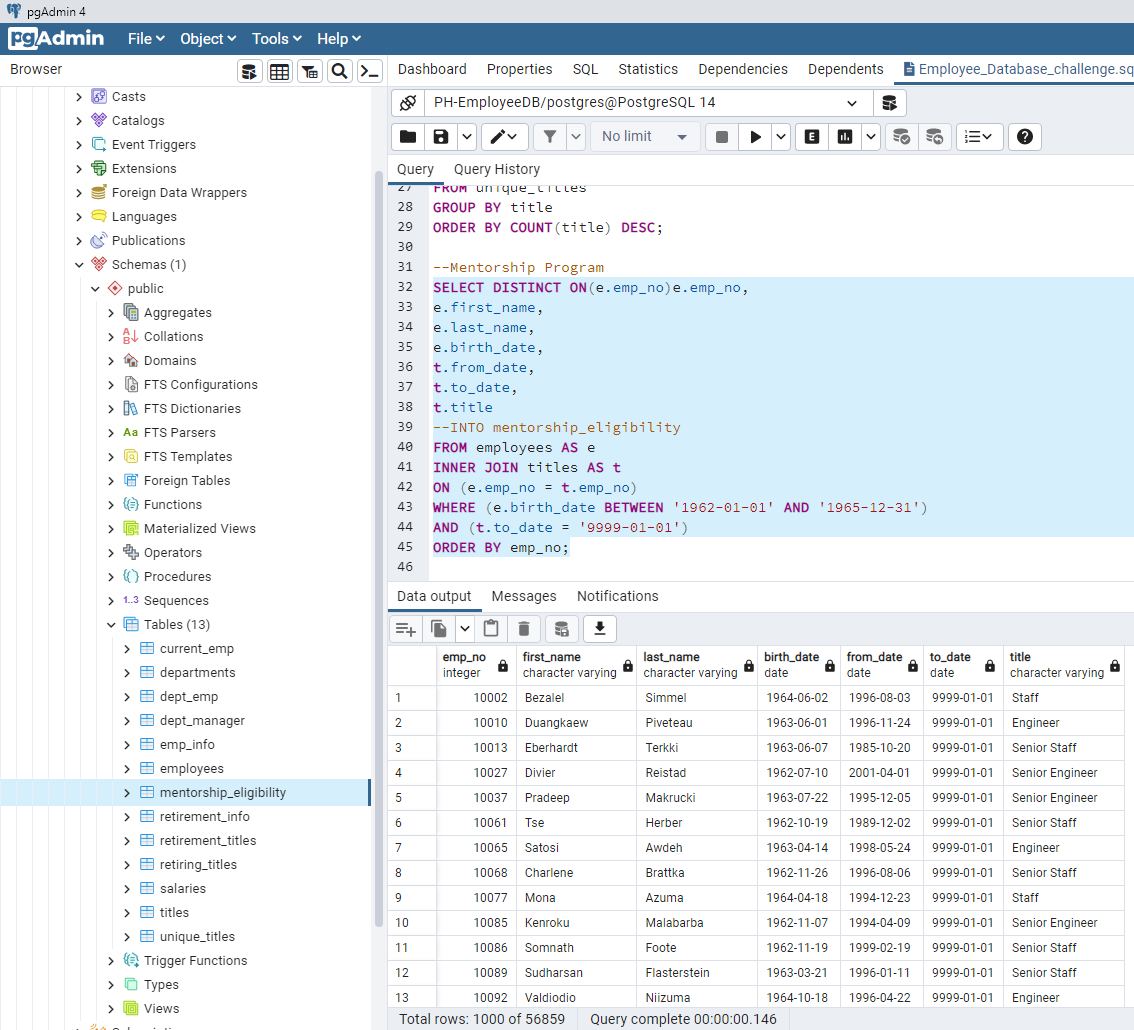 pgAdmin 4
pgAdmin File Object Tools Help
Browser
Dashboard Properties SQL Statistics Dependencies Dependents Employee_Database_challenge.sq
Casts
Catalogs
Event Triggers
Extensions
Foreign Data Wrappers
Languages
Publications
Schemas (1)
public
Aggregates
Collations
Domains
FTS Configurations
FTS Dictionaries
Aa FTS Parsers
FTS Templates
Foreign Tables
Functions
Materialized Views
Operators
Procedures
1..3 Sequences
Tables (13)
current_emp
departments
dept_emp
dept_manager
emp_info
employees
mentorship_eligibility
retirement_info
retirement_titles
retiring_titles
salaries
titles
unique_titles
Trigger Functions
Types
Views
PH-EmployeeDB/postgres@PostgreSQL 14
No limit
E
Query Query History
27 FROM unique_titles
28 GROUP BY title
29 ORDER BY COUNT(title) DESC;
30
31 --Mentorship Program
32 SELECT DISTINCT ON(e.emp_no)e.emp_no,
33 e.first_name,
34 e.last_name,
35 e.birth_date,
36 t.from_date,
37 t.to_date,
38 t.title
39 --INTO mentorship_eligibility
40 FROM employees AS e
41 INNER JOIN titles AS t
42 ON (e.emp_no = t.emp_no)
43 WHERE (e.birth_date BETWEEN '1962-01-01' AND '1965-12-31')
44 AND (t.to_date = '9999-01-01')
45 ORDER BY emp_no;
46
Data output Messages Notifications
emp_no first_name last_name birth_date from_date to_date title
integer character varying character varying date date date character varying
1 10002 Bezalel Simmel 1964-06-02 1996-08-03 9999-01-01 Staff
2 10010 Duangkaew Piveteau 1963-06-01 1996-11-24 9999-01-01 Engineer
3 10013 Eberhardt Terkki 1963-06-07 1985-10-20 9999-01-01 Senior Staff
4 10027 Divier Reistad 1962-07-10 2001-04-01 9999-01-01 Senior Engineer
5 10037 Pradeep Makrucki 1963-07-22 1995-12-05 9999-01-01 Senior Engineer
6 10061 Tse Herber 1962-10-19 1989-12-02 9999-01-01 Senior Staff
7 10065 Satosi Awdeh 1963-04-14 1998-05-24 9999-01-01 Engineer
8 10068 Charlene Brattka 1962-11-26 1996-08-06 9999-01-01 Senior Staff
9 10077 Mona Azuma 1964-04-18 1994-12-23 9999-01-01 Staff
10 10085 Kenroku Malabarba 1962-11-07 1994-04-09 9999-01-01 Senior Engineer
11 10086 Somnath Foote 1962-11-19 1999-02-19 9999-01-01 Senior Staff
12 10089 Sudharsan Flasterstein 1963-03-21 1996-01-11 9999-01-01 Senior Staff
13 10092 Valdiodio Niizuma 1964-10-18 1996-04-22 9999-01-01 Engineer
Total rows: 1000 of 56859 Query complete 00:00:00.146